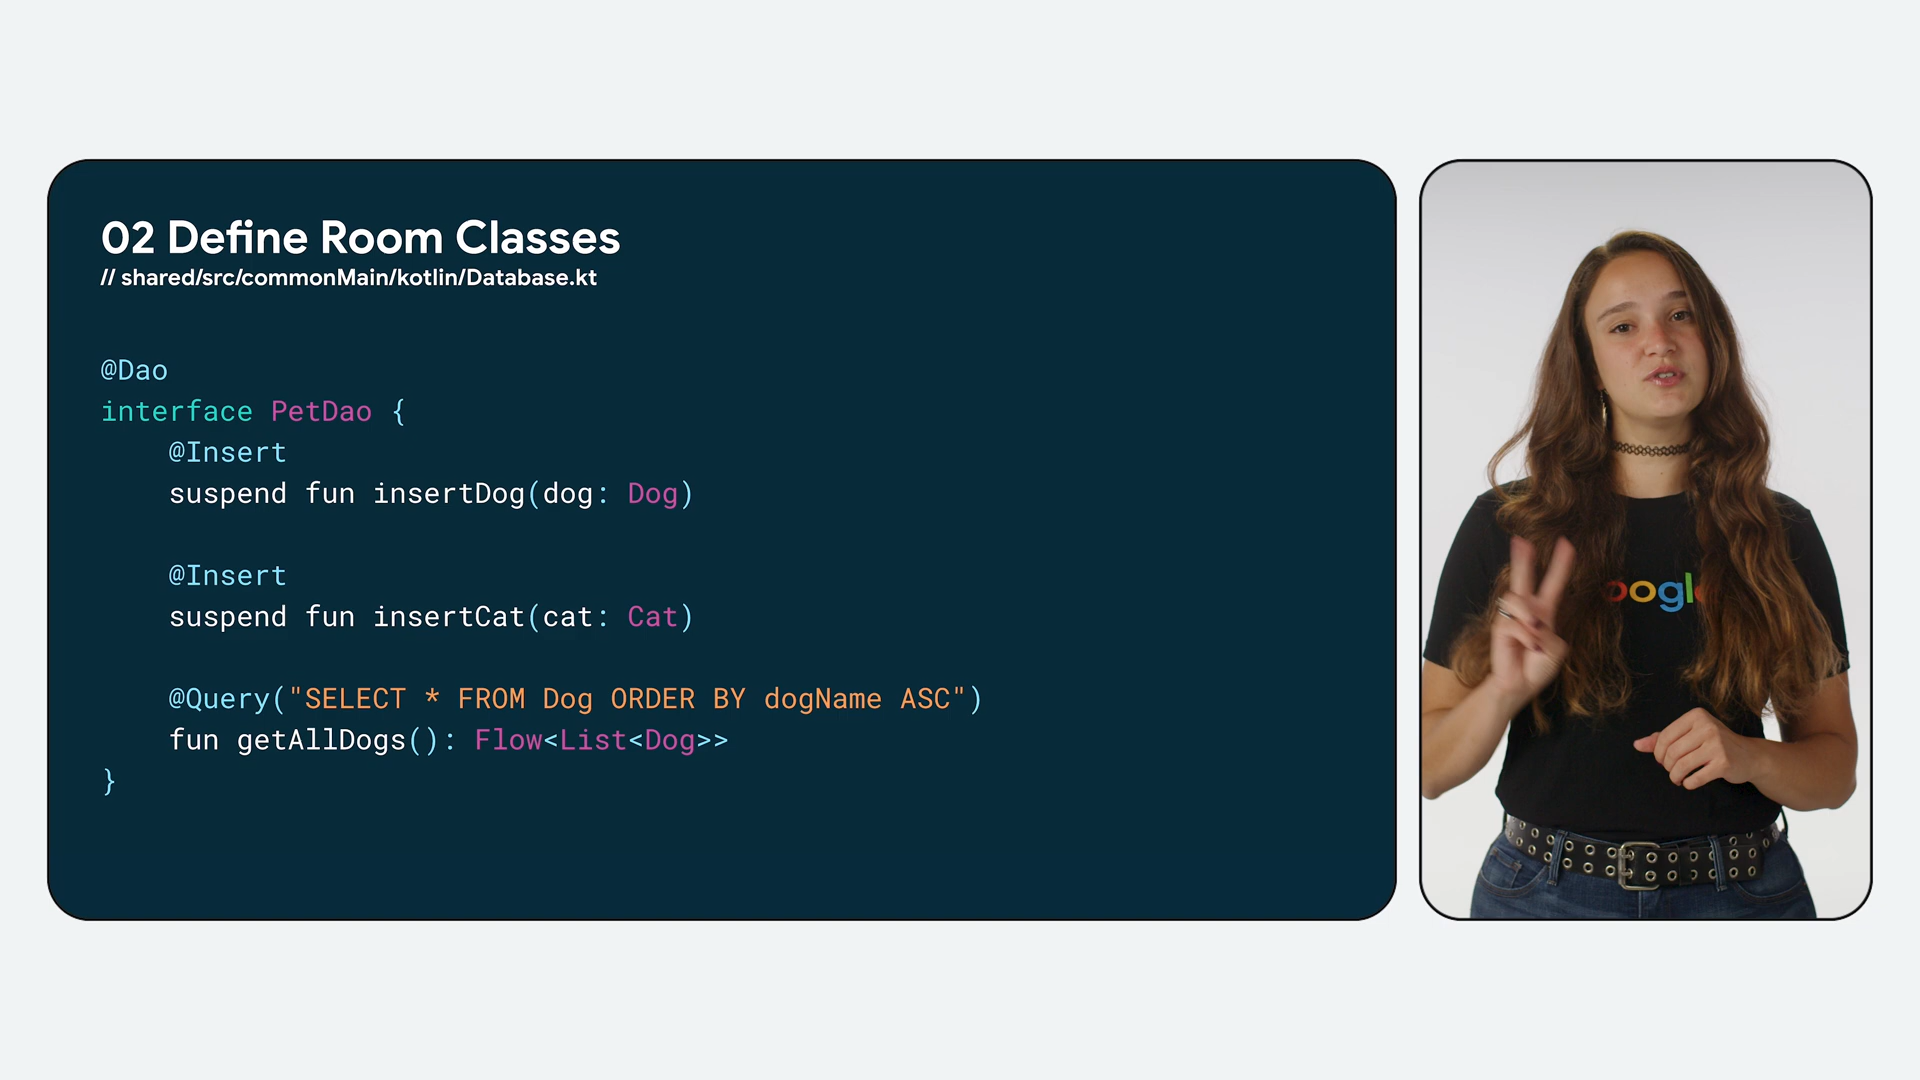 02 Define Room Classes
// shared/src/commonMain/kotlin/Database.kt
@Dao
interface PetDao {
@Insert
suspend fun insertDog(dog: Dog)
@Insert
suspend fun insertCat(cat: Cat)
@Query("SELECT * FROM Dog ORDER BY dogName ASC")
fun getAllDogs(): Flow<List<Dog>>
}
oogle